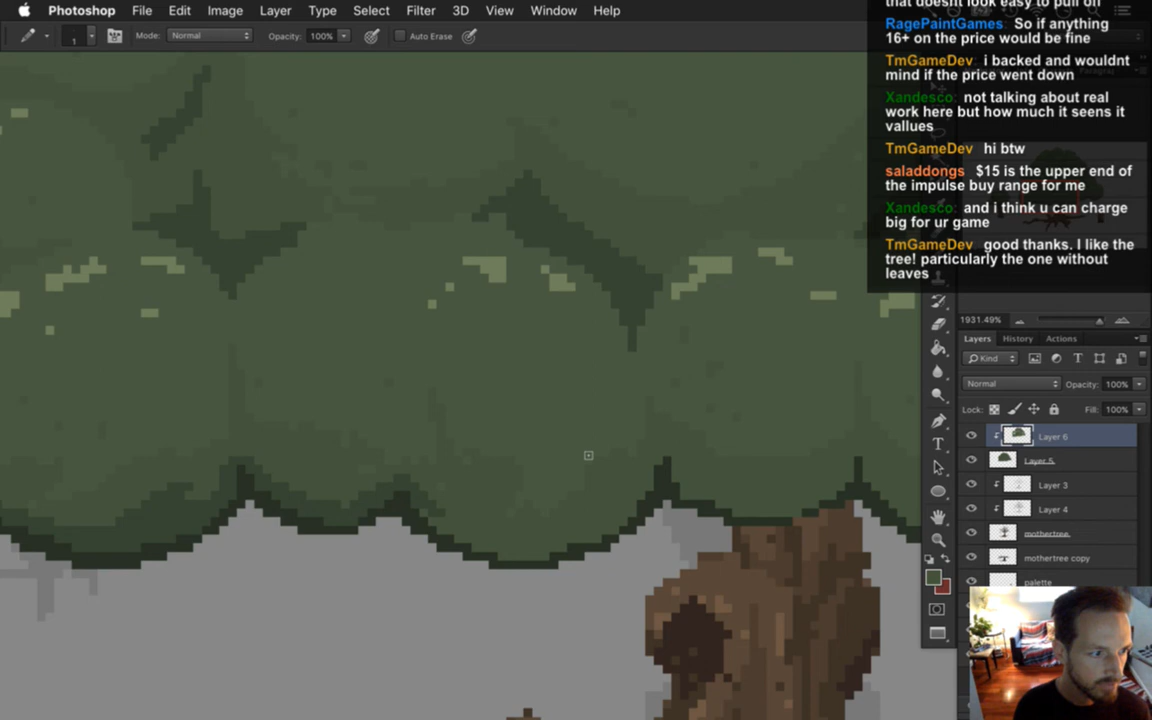 Photoshop File Edit Image Layer Type Select Filter 3D View Window Help
1 Mode: Normal Opacity: 100% Auto Erase
that doesnt look easy to pull off
RagePaintGames So if anything
16+ on the price would be fine
TmGameDev i backed and wouldnt
mind if the price went down
Xandesco: not talking about real
work here but how much it seens it
vallues
TmGameDev hi btw
saladdongs $15 is the upper end of
the impulse buy range for me
Xandesco: and i think u can charge
big for ur game
TmGameDev good thanks. I like the
tree! particularly the one without
leaves
1931.49%
Layers History Actions
Kind
Normal Opacity: 100%
Lock: Fill: 100%
Layer 6
Layer 5
Layer 3
Layer 4
mothertree
mothertree copy
palette